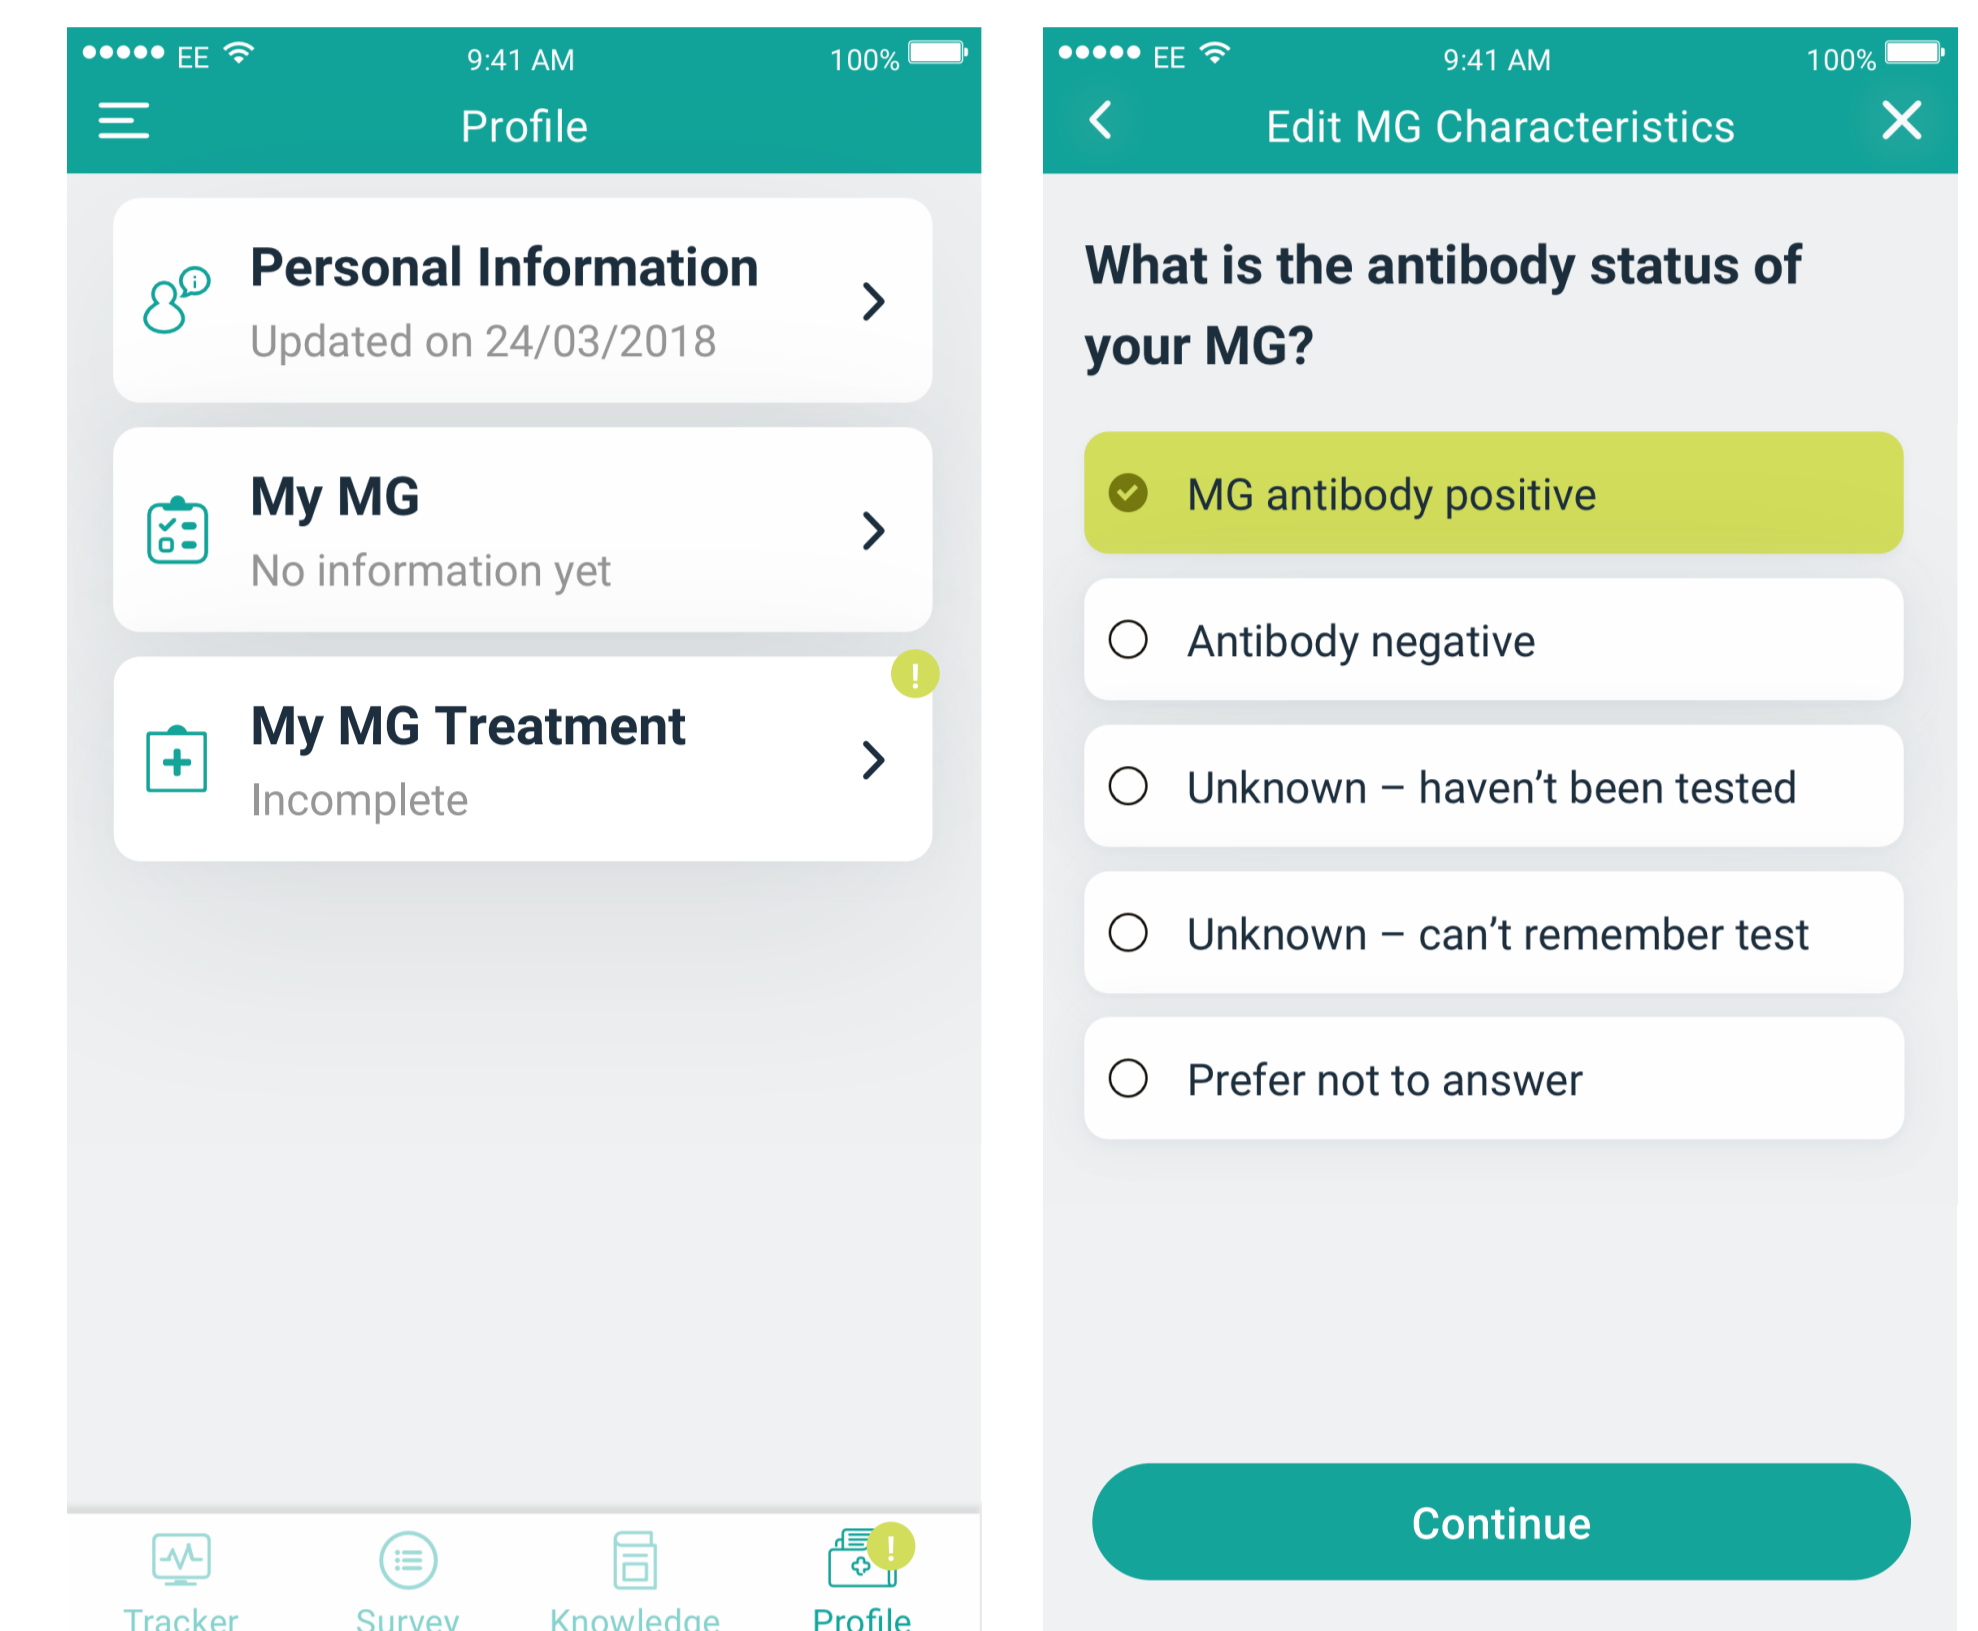 EE
9:41 AM
100%
Profile
Personal Information
Updated on 24/03/2018
My MG
No information yet
!
My MG Treatment
Incomplete
!
Tracker
Survey
Knowledge
Profile
EE
9:41 AM
100%
Edit MG Characteristics
What is the antibody status of
your MG?
MG antibody positive
Antibody negative
Unknown – haven’t been tested
Unknown – can’t remember test
Prefer not to answer
Continue